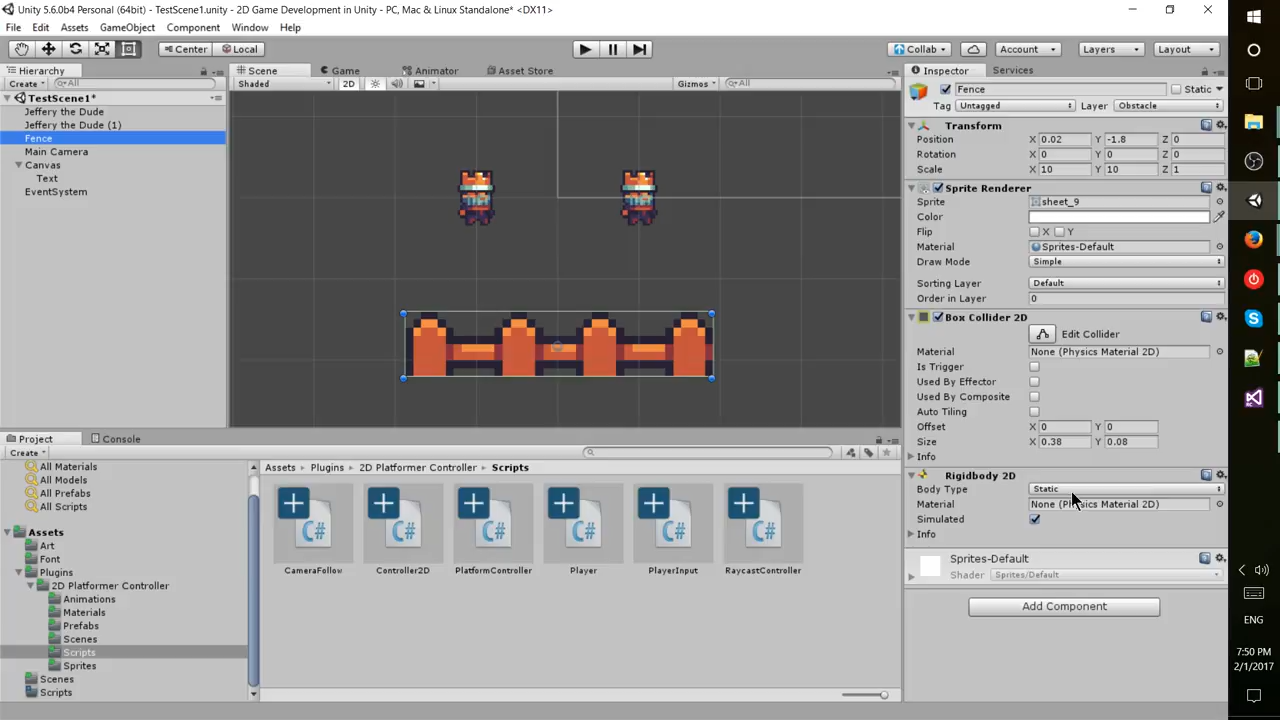 Unity 5.6.0b4 Personal (64bit) - TestScene1.unity - 2D Game Development in Unity - PC, Mac & Linux Standalone* <DX11>
File Edit Assets GameObject Component Window Help
Center Local Collab Account Layers Layout
Hierarchy
Create All
TestScene1*
Jeffery the Dude
Jeffery the Dude (1)
Fence
Main Camera
Canvas
Text
EventSystem
Scene Game Animator Asset Store
Shaded 2D Gizmos All
Inspector Services
Fence Static
Tag Untagged Layer Obstacle
Transform
Position X 0.02 Y -1.8 Z 0
Rotation X 0 Y 0 Z 0
Scale X 10 Y 10 Z 1
Sprite Renderer
Sprite sheet_9
Color
Flip X Y
Material Sprites-Default
Draw Mode Simple
Sorting Layer Default
Order in Layer 0
Box Collider 2D
Edit Collider
Material None (Physics Material 2D)
Is Trigger
Used By Effector
Used By Composite
Auto Tiling
Offset X 0 Y 0
Size X 0.38 Y 0.08
Info
Rigidbody 2D
Body Type Static
Material None (Physics Material 2D)
Simulated
Info
Sprites-Default
Shader Sprites/Default
Add Component
Project Console
Create
All Materials
All Models
All Prefabs
All Scripts
Assets
Art
Font
Plugins
2D Platformer Controller
Animations
Materials
Prefabs
Scenes
Scripts
Sprites
Scenes
Scripts
Assets Plugins 2D Platformer Controller Scripts
C# C# C# C# C# C#
CameraFollow Controller2D PlatformController Player PlayerInput RaycastController
ENG
7:50 PM
2/1/2017